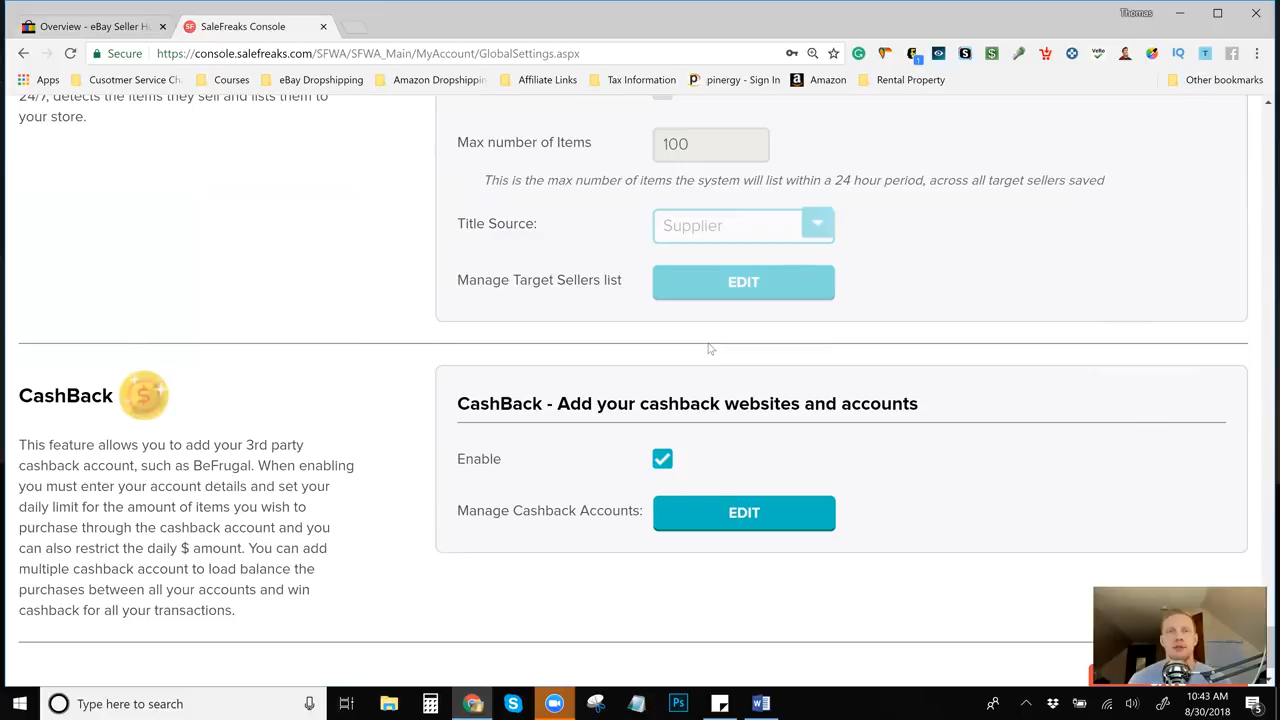 Overview - eBay Seller H
SaleFreaks Console
Thomas
Secure
https://console.salefreaks.com/SFWA/SFWA_Main/MyAccount/GlobalSettings.aspx
Apps
Cusotmer Service Ch
Courses
eBay Dropshipping
Amazon Dropshippin
Affiliate Links
Tax Information
pinergy - Sign In
Amazon
Rental Property
Other bookmarks
24/7, detects the items they sell and lists them to
your store.
Max number of Items
100
This is the max number of items the system will list within a 24 hour period, across all target sellers saved
Title Source:
Supplier
Manage Target Sellers list
EDIT
CashBack
This feature allows you to add your 3rd party
cashback account, such as BeFrugal. When enabling
you must enter your account details and set your
daily limit for the amount of items you wish to
purchase through the cashback account and you
can also restrict the daily $ amount. You can add
multiple cashback account to load balance the
purchases between all your accounts and win
cashback for all your transactions.
CashBack - Add your cashback websites and accounts
Enable
Manage Cashback Accounts:
EDIT
Type here to search
10:43 AM
8/30/2018